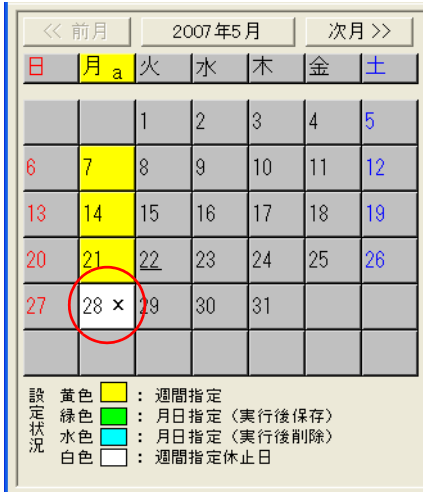 << 前月 2007年5月 次月 >>
日 月 a 火 水 木 金 土
1 2 3 4 5
6 7 8 9 10 11 12
13 14 15 16 17 18 19
20 21 22 23 24 25 26
27 28 × 29 30 31
設定状況
黄色 : 週間指定
緑色 : 月日指定（実行後保存）
水色 : 月日指定（実行後削除）
白色 : 週間指定休止日